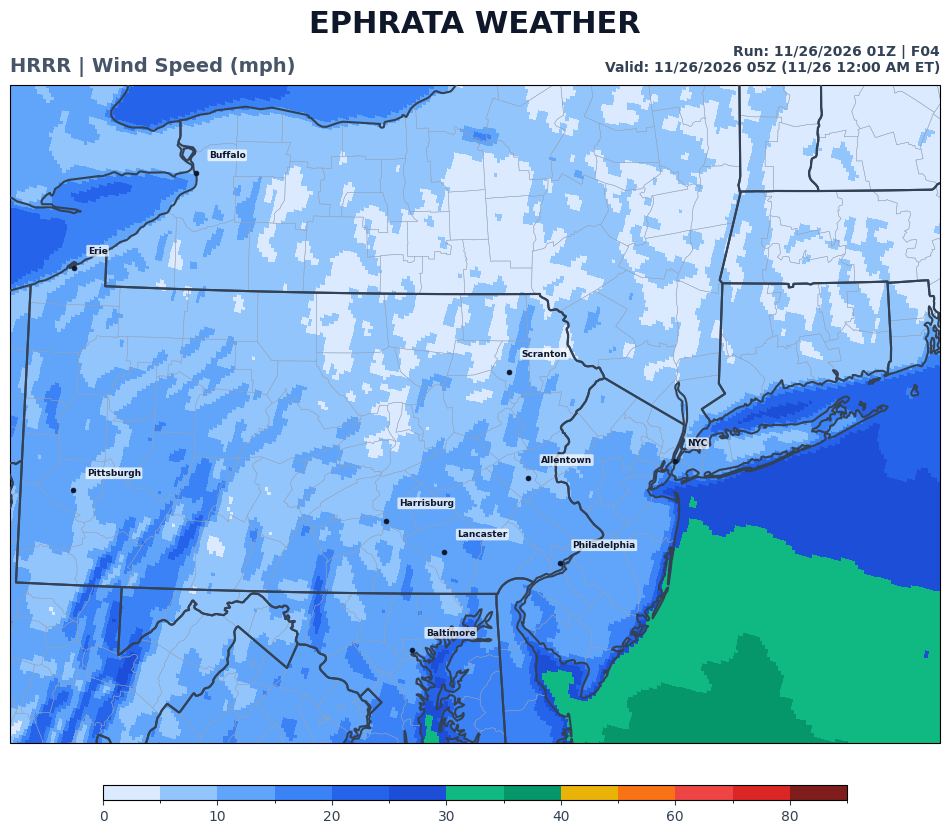 EPHRATA WEATHER
HRRR | Wind Speed (mph)
Run: 11/26/2026 01Z | F04
Valid: 11/26/2026 05Z (11/26 12:00 AM ET)
Buffalo
Erie
Scranton
NYC
Allentown
Pittsburgh
Harrisburg
Lancaster
Philadelphia
Baltimore
0 10 20 30 40 50 60 70 80